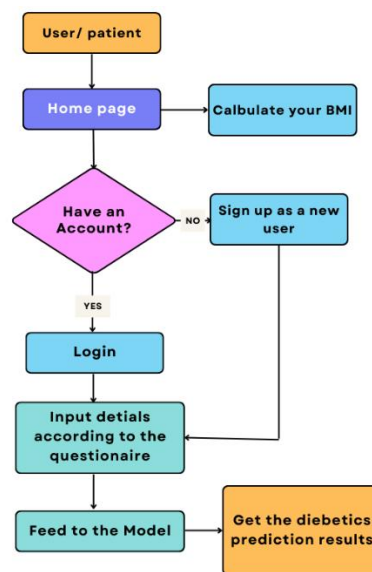 User/ patient
Home page
Calbulate your BMI
Have an
Account?
NO
Sign up as a new
user
YES
Login
Input detials
according to the
questionaire
Feed to the Model
Get the diebetics
prediction results